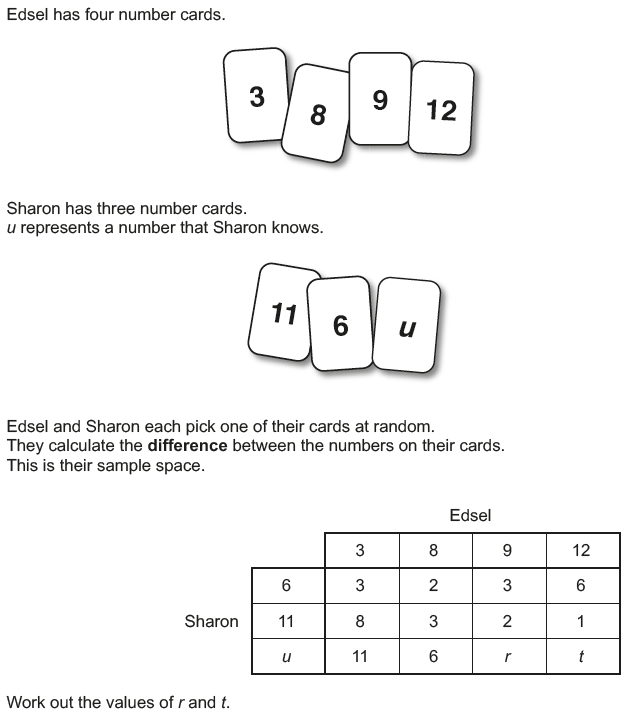 Edsel has four number cards.
3 8 9 12
Sharon has three number cards.
u represents a number that Sharon knows.
11 6 u
Edsel and Sharon each pick one of their cards at random.
They calculate the difference between the numbers on their cards.
This is their sample space.
Edsel
3 8 9 12
6 3 2 3 6
Sharon 11 8 3 2 1
u 11 6 r t
Work out the values of r and t.